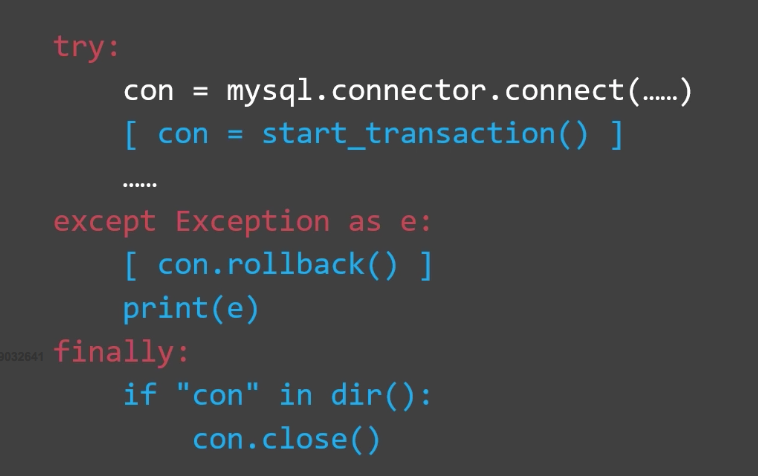 try:
con = mysql.connector.connect(……)
[ con = start_transaction() ]
……
except Exception as e:
[ con.rollback() ]
print(e)
9032641
finally:
if "con" in dir():
con.close()